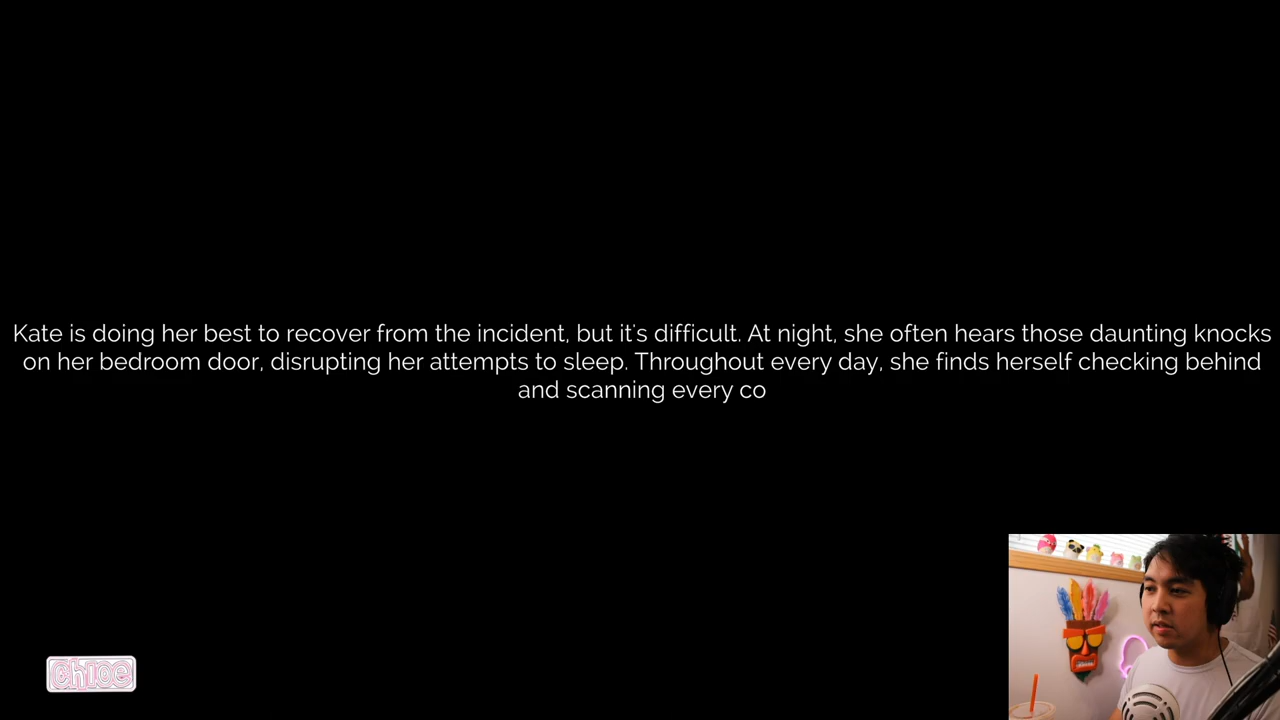 Kate is doing her best to recover from the incident, but it's difficult. At night, she often hears those daunting knocks
on her bedroom door, disrupting her attempts to sleep. Throughout every day, she finds herself checking behind
and scanning every co
chloe